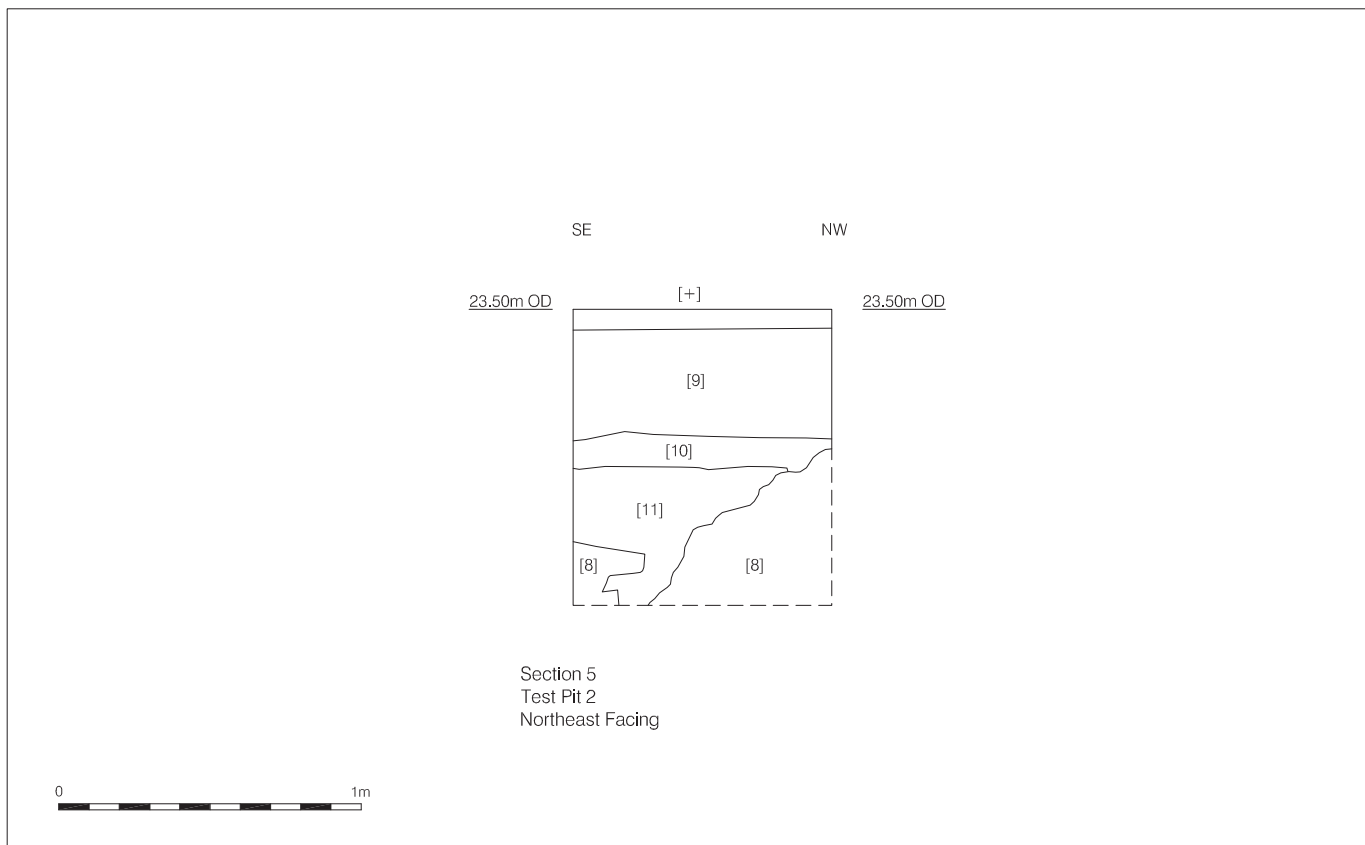 SE NW
23.50m OD [+] 23.50m OD
[9]
[10]
[11]
[8] [8]
Section 5
Test Pit 2
Northeast Facing
0 1m